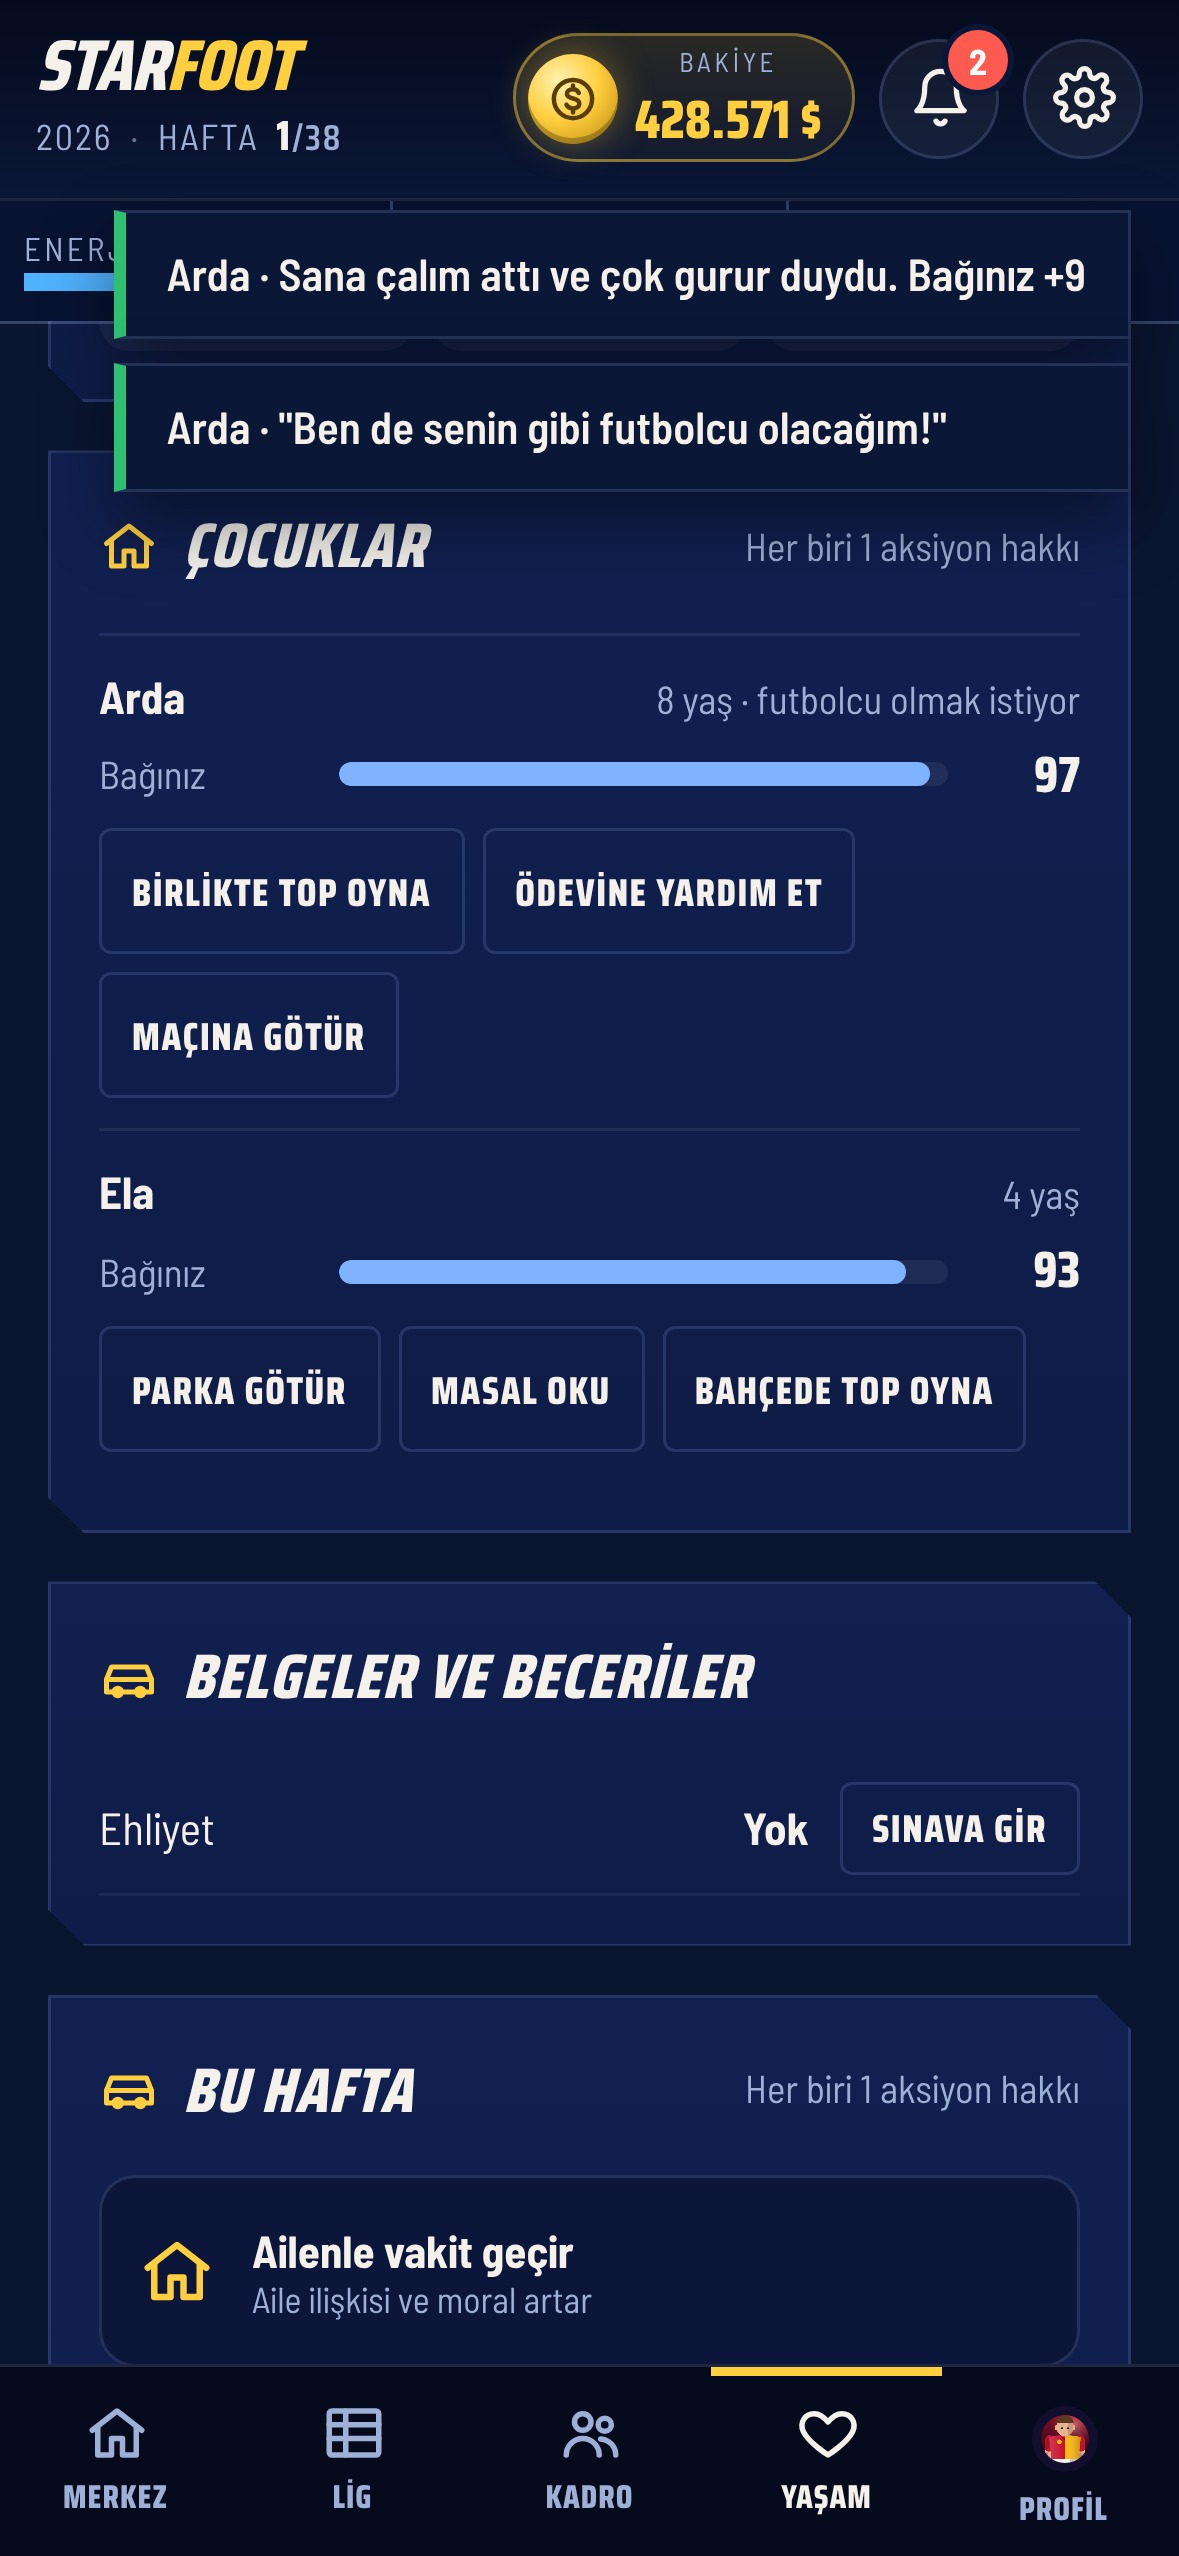 STARFOOT
2026 · HAFTA 1/38
BAKİYE
428.571 $
2
Arda · Sana çalım attı ve çok gurur duydu. Bağınız +9
Arda · "Ben de senin gibi futbolcu olacağım!"
ÇOCUKLAR
Her biri 1 aksiyon hakkı
Arda
8 yaş · futbolcu olmak istiyor
Bağınız
97
BİRLİKTE TOP OYNA
ÖDEVİNE YARDIM ET
MAÇINA GÖTÜR
Ela
4 yaş
Bağınız
93
PARKA GÖTÜR
MASAL OKU
BAHÇEDE TOP OYNA
BELGELER VE BECERİLER
Ehliyet
Yok
SINAVA GİR
BU HAFTA
Her biri 1 aksiyon hakkı
Ailenle vakit geçir
Aile ilişkisi ve moral artar
MERKEZ
LİG
KADRO
YAŞAM
PROFİL